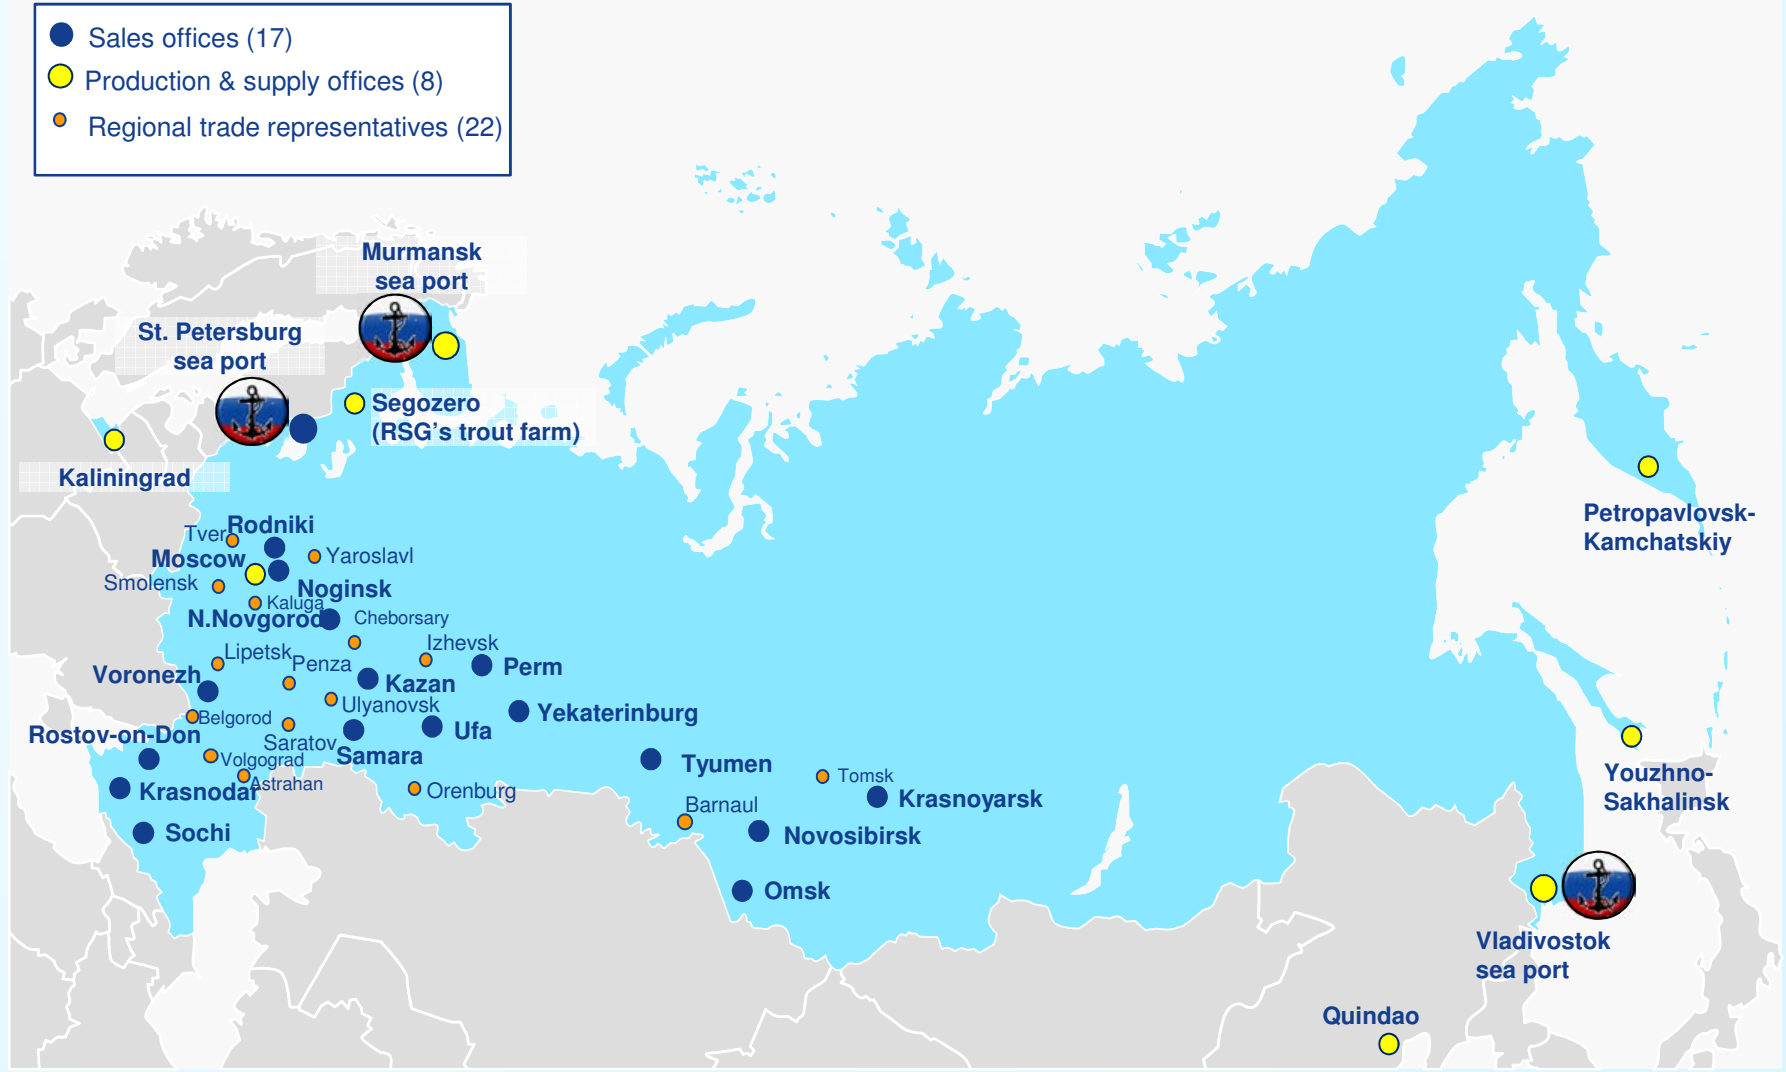 Sales offices (17)
Production & supply offices (8)
Regional trade representatives (22)
Murmansk
sea port
St. Petersburg
sea port
Segozero
(RSG’s trout farm)
Kaliningrad
Petropavlovsk-
Kamchatskiy
Rodniki
Tver
Yaroslavl
Moscow
Smolensk
Noginsk
Kaluga
N.Novgorod
Cheborsary
Izhevsk
Lipetsk
Penza
Perm
Voronezh
Kazan
Ulyanovsk
Yekaterinburg
Belgorod
Rostov-on-Don
Ufa
Saratov
Samara
Volgograd
Tyumen
Astrahan
Krasnodar
Orenburg
Tomsk
Krasnoyarsk
Barnaul
Sochi
Novosibirsk
Omsk
Youzhno-
Sakhalinsk
Vladivostok
sea port
Quindao